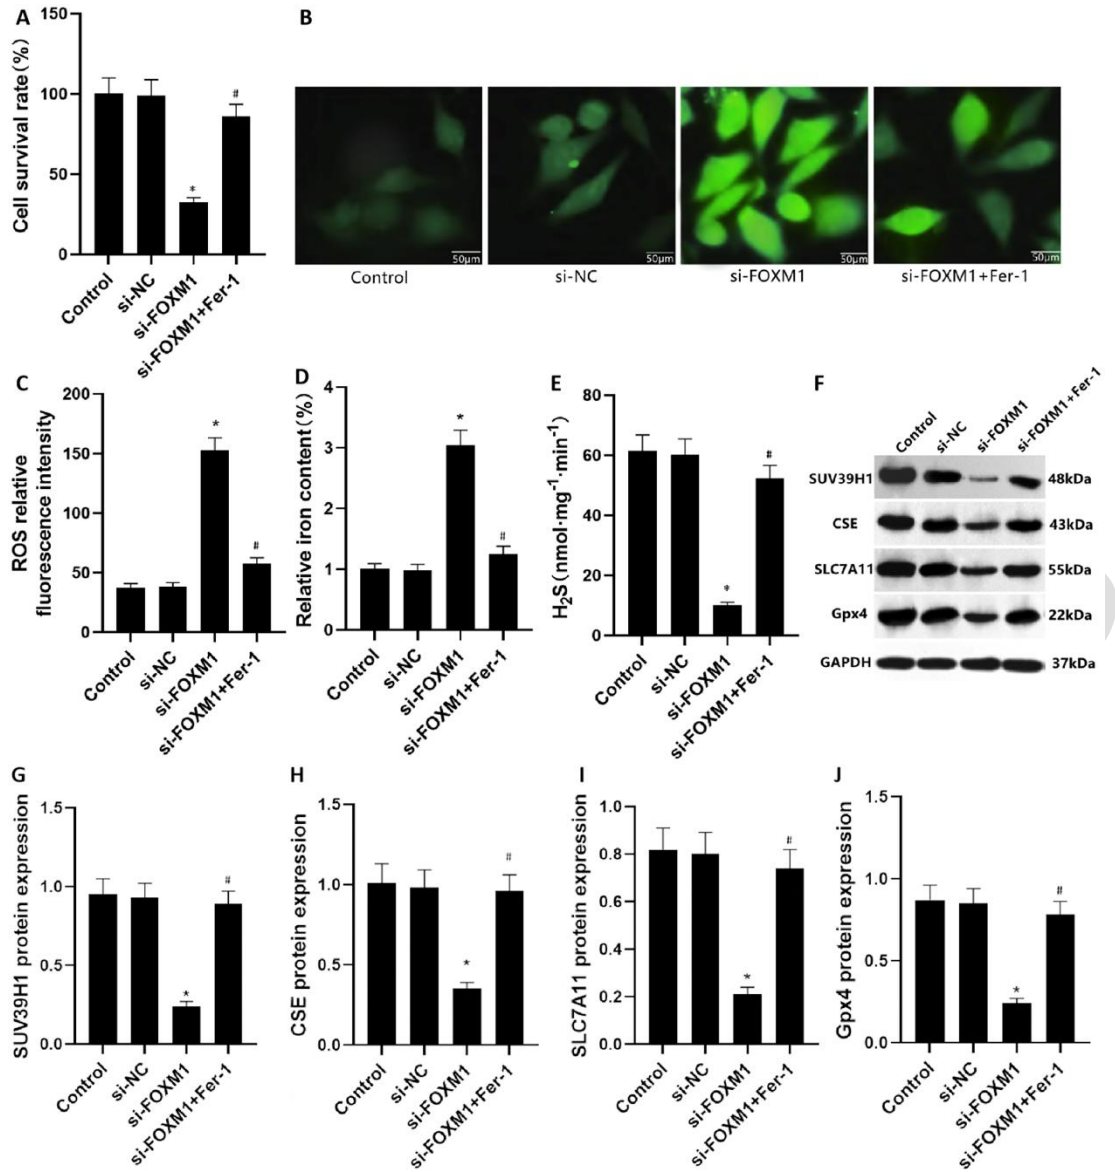 A
Cell survival rate(%)
150
100
50
0
*
#
Control
si-NC
si-FOXM1
si-FOXM1+Fer-1
B
50μm
50μm
50μm
50μm
Control
si-NC
si-FOXM1
si-FOXM1+Fer-1
C
ROS relative
fluorescence intensity
200
150
100
50
0
*
#
Control
si-NC
si-FOXM1
si-FOXM1+Fer-1
D
Relative iron content(%)
4
3
2
1
0
*
#
Control
si-NC
si-FOXM1
si-FOXM1+Fer-1
E
H₂S(nmol·mg⁻¹·min⁻¹)
80
60
40
20
0
*
#
Control
si-NC
si-FOXM1
si-FOXM1+Fer-1
F
Control
si-NC
si-FOXM1
si-FOXM1+Fer-1
SUV39H1 48kDa
CSE 43kDa
SLC7A11 55kDa
Gpx4 22kDa
GAPDH 37kDa
G
SUV39H1 protein expression
1.5
1.0
0.5
0.0
*
#
Control
si-NC
si-FOXM1
si-FOXM1+Fer-1
H
CSE protein expression
1.5
1.0
0.5
0.0
*
#
Control
si-NC
si-FOXM1
si-FOXM1+Fer-1
I
SLC7A11 protein expression
1.0
0.8
0.6
0.4
0.2
0.0
*
#
Control
si-NC
si-FOXM1
si-FOXM1+Fer-1
J
Gpx4 protein expression
1.5
1.0
0.5
0.0
*
#
Control
si-NC
si-FOXM1
si-FOXM1+Fer-1